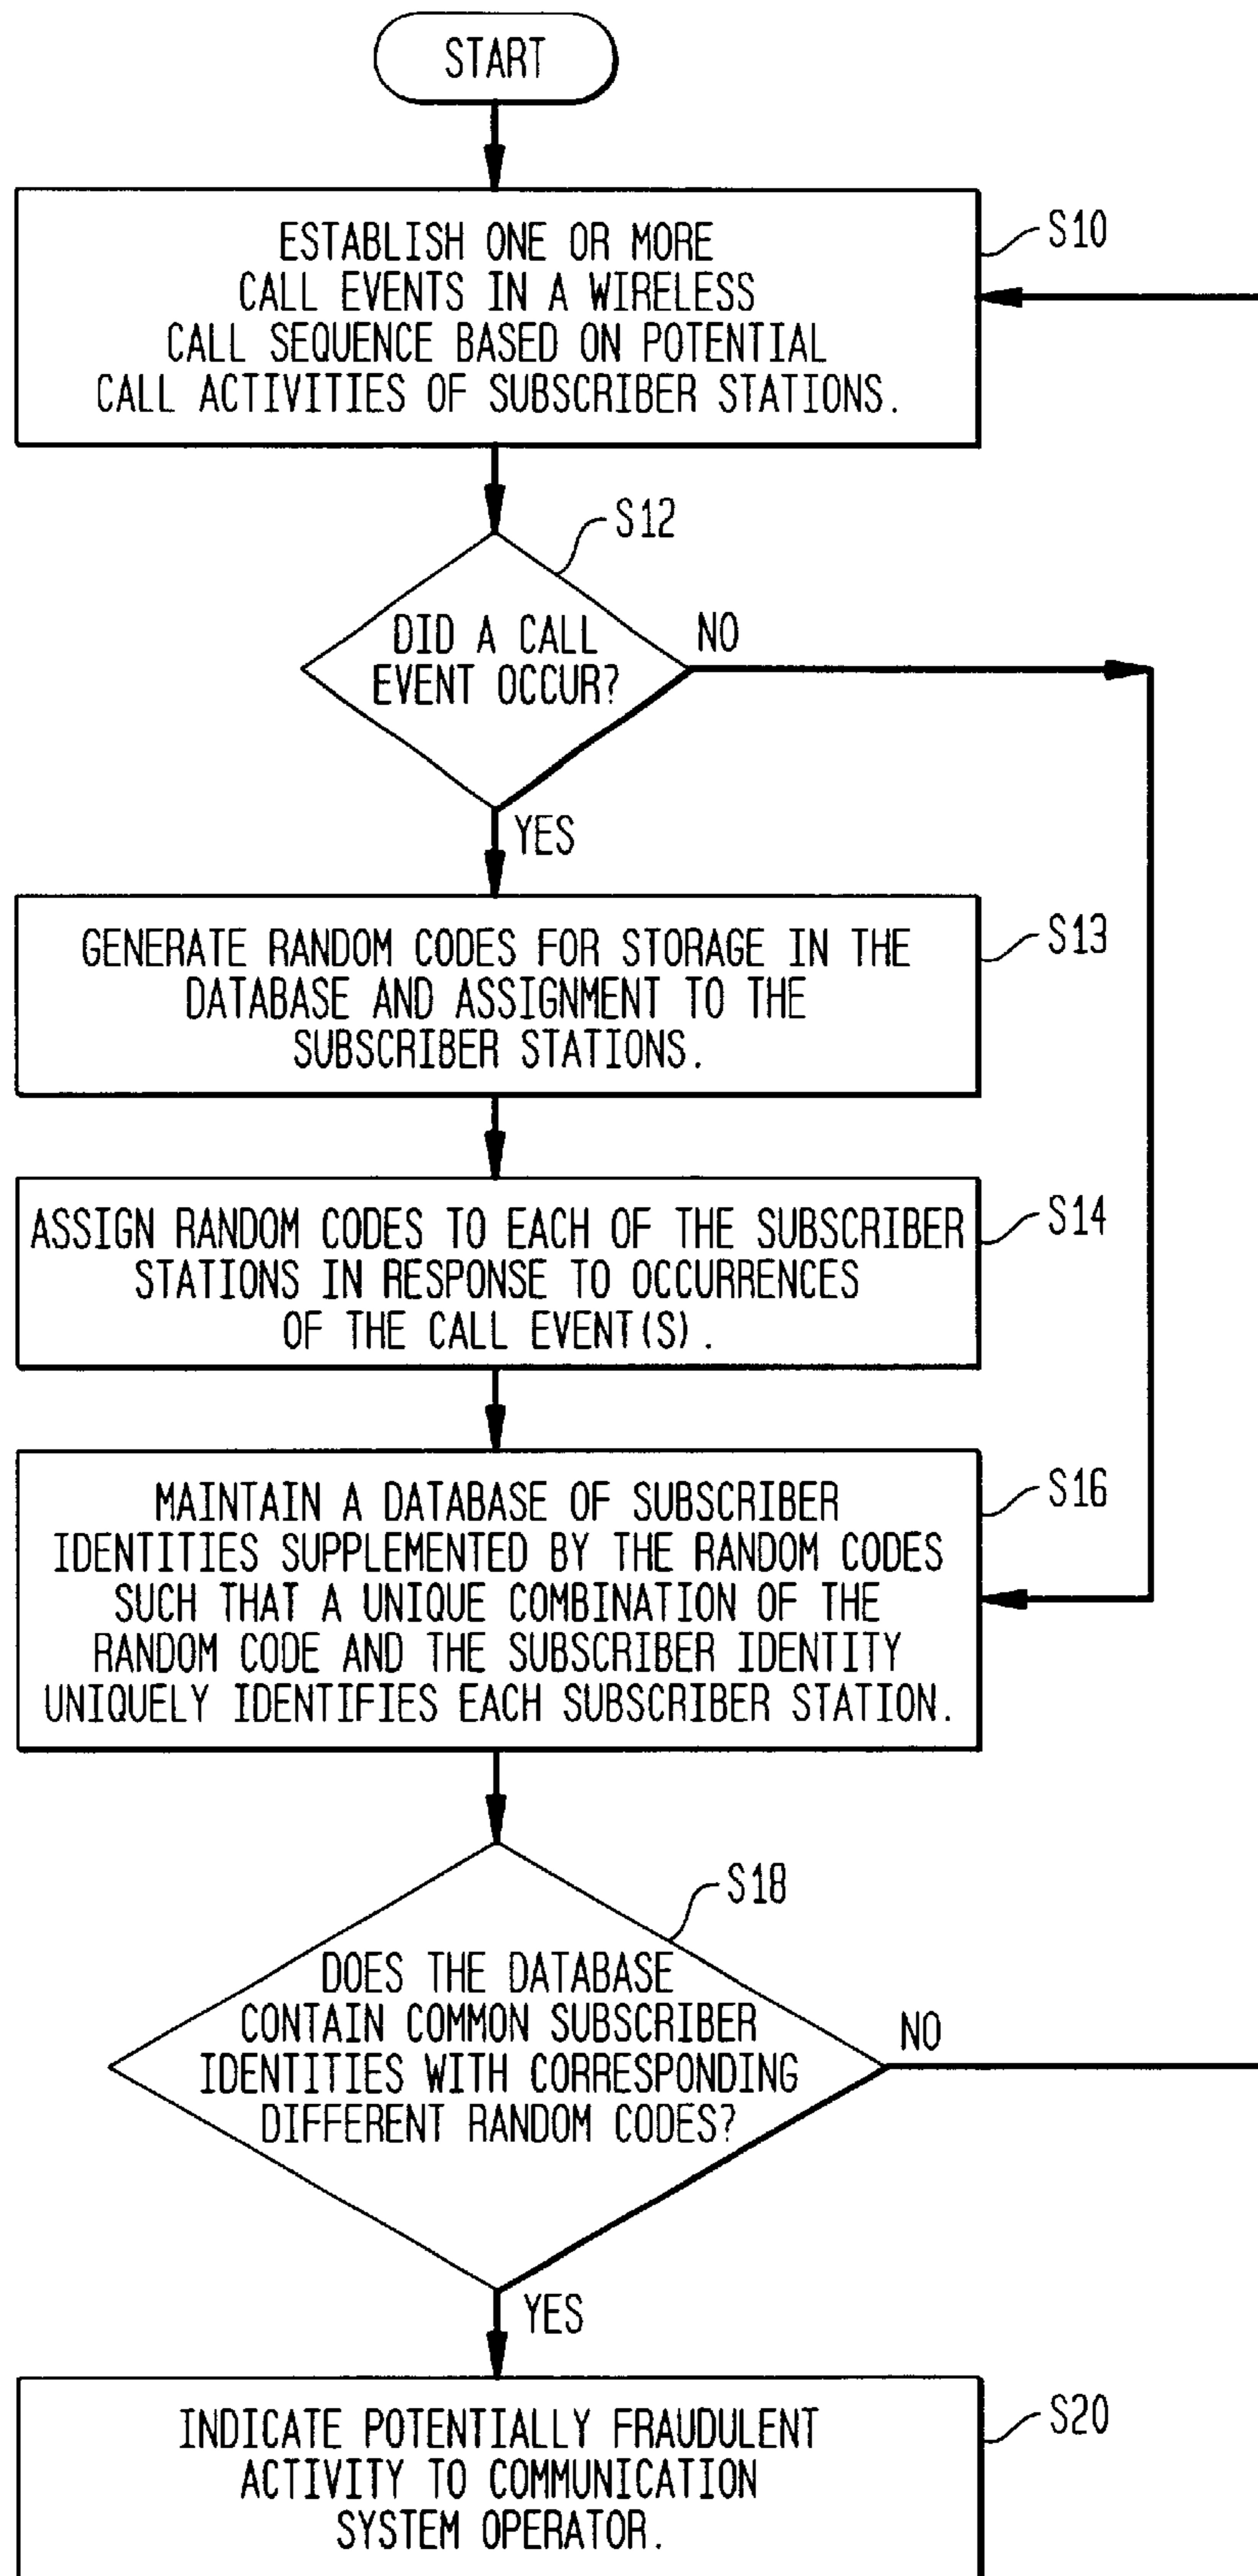 START
S10
ESTABLISH ONE OR MORE
CALL EVENTS IN A WIRELESS
CALL SEQUENCE BASED ON POTENTIAL
CALL ACTIVITIES OF SUBSCRIBER STATIONS.
S12
DID A CALL
EVENT OCCUR?
NO
YES
S13
GENERATE RANDOM CODES FOR STORAGE IN THE
DATABASE AND ASSIGNMENT TO THE
SUBSCRIBER STATIONS.
S14
ASSIGN RANDOM CODES TO EACH OF THE SUBSCRIBER
STATIONS IN RESPONSE TO OCCURRENCES
OF THE CALL EVENT(S).
S16
MAINTAIN A DATABASE OF SUBSCRIBER
IDENTITIES SUPPLEMENTED BY THE RANDOM CODES
SUCH THAT A UNIQUE COMBINATION OF THE
RANDOM CODE AND THE SUBSCRIBER IDENTITY
UNIQUELY IDENTIFIES EACH SUBSCRIBER STATION.
S18
DOES THE DATABASE
CONTAIN COMMON SUBSCRIBER
IDENTITIES WITH CORRESPONDING
DIFFERENT RANDOM CODES?
NO
YES
S20
INDICATE POTENTIALLY FRAUDULENT
ACTIVITY TO COMMUNICATION
SYSTEM OPERATOR.